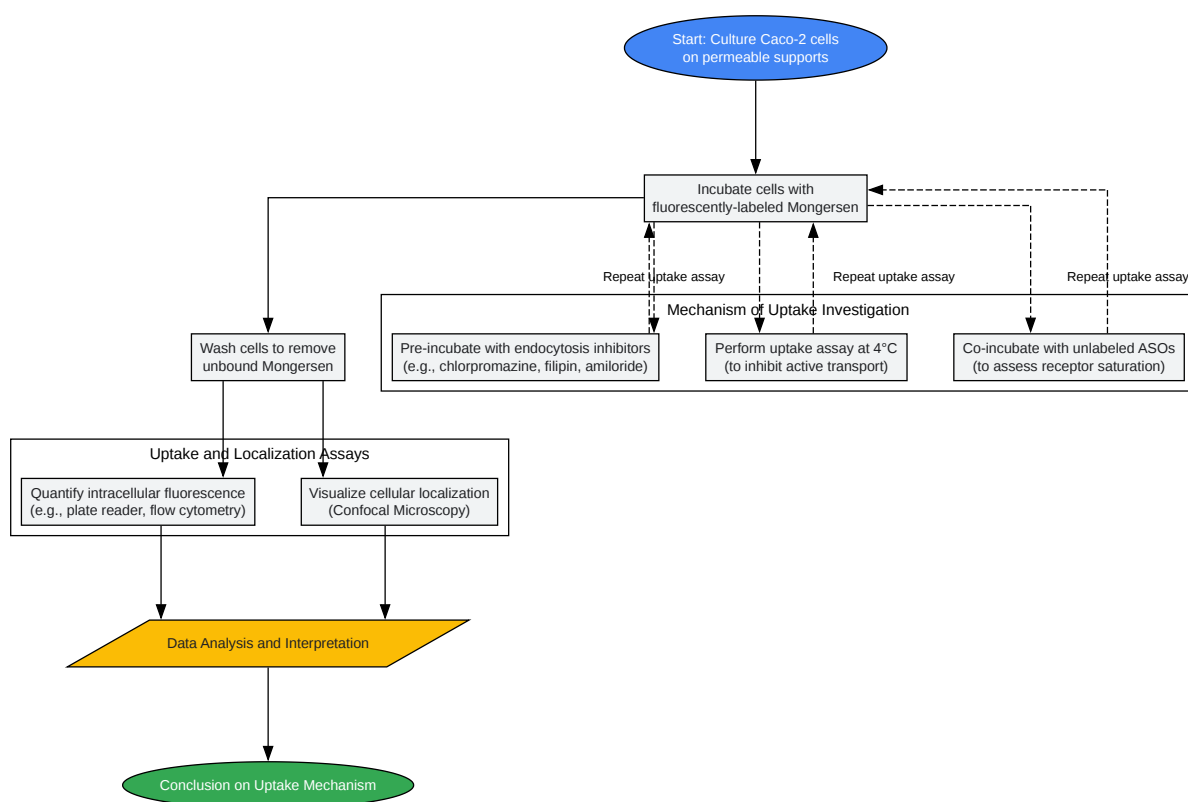 Start: Culture Caco-2 cells
on permeable supports
Incubate cells with
fluorescently-labeled Mongersen
Repeat uptake assay
Repeat uptake assay
Repeat uptake assay
Mechanism of Uptake Investigation
Wash cells to remove
unbound Mongersen
Pre-incubate with endocytosis inhibitors
(e.g., chlorpromazine, filipin, amiloride)
Perform uptake assay at 4°C
(to inhibit active transport)
Co-incubate with unlabeled ASOs
(to assess receptor saturation)
Uptake and Localization Assays
Quantify intracellular fluorescence
(e.g., plate reader, flow cytometry)
Visualize cellular localization
(Confocal Microscopy)
Data Analysis and Interpretation
Conclusion on Uptake Mechanism